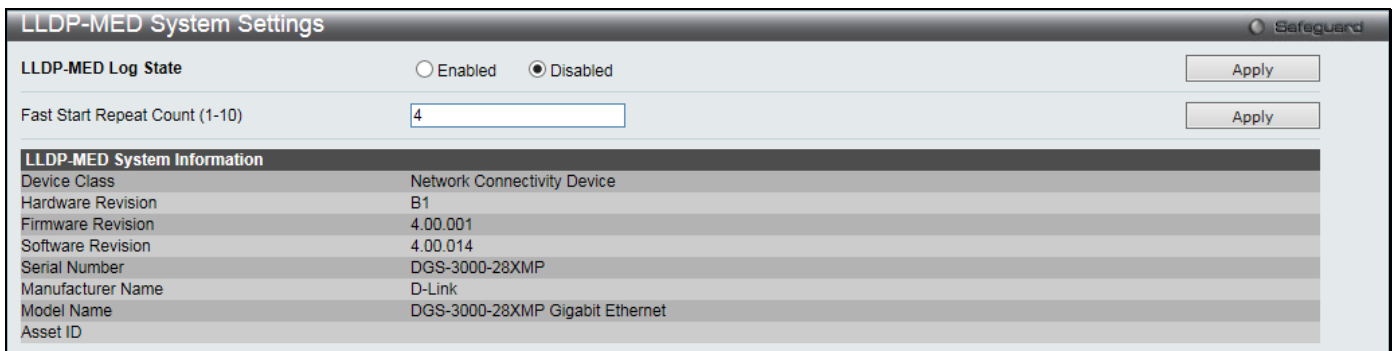 LLDP-MED System Settings
Safeguard
LLDP-MED Log State Enabled Disabled Apply
Fast Start Repeat Count (1-10) 4 Apply
LLDP-MED System Information
Device Class Network Connectivity Device
Hardware Revision B1
Firmware Revision 4.00.001
Software Revision 4.00.014
Serial Number DGS-3000-28XMP
Manufacturer Name D-Link
Model Name DGS-3000-28XMP Gigabit Ethernet
Asset ID